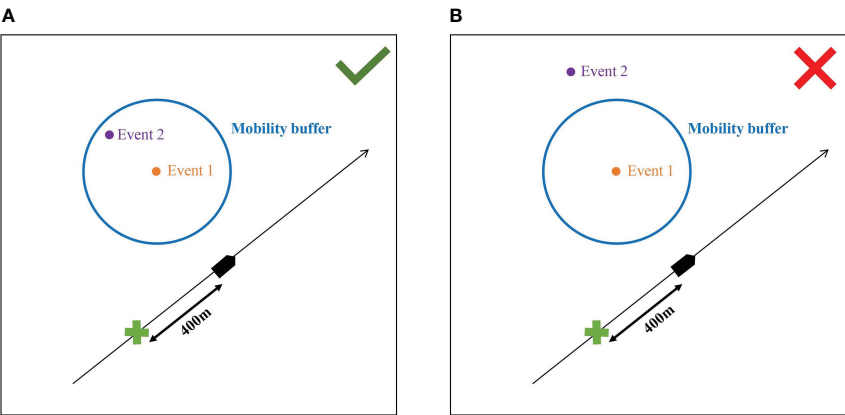 A
Event 2
Mobility buffer
Event 1
400m
B
Event 2
Mobility buffer
Event 1
400m